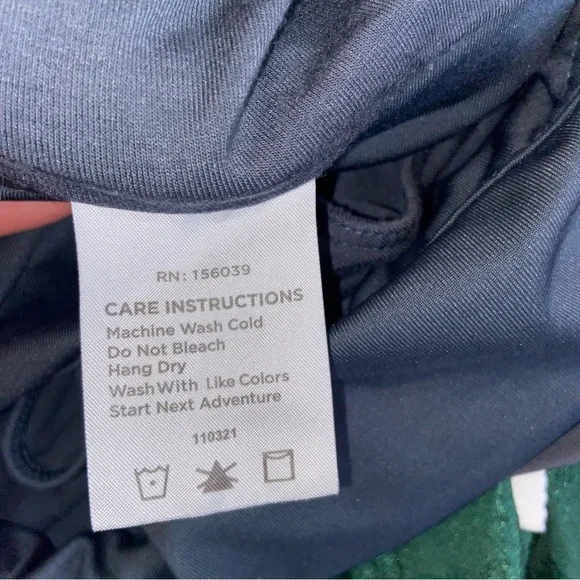 RN: 156039
CARE INSTRUCTIONS
Machine Wash Cold
Do Not Bleach
Hang Dry
Wash With Like Colors
Start Next Adventure
110321